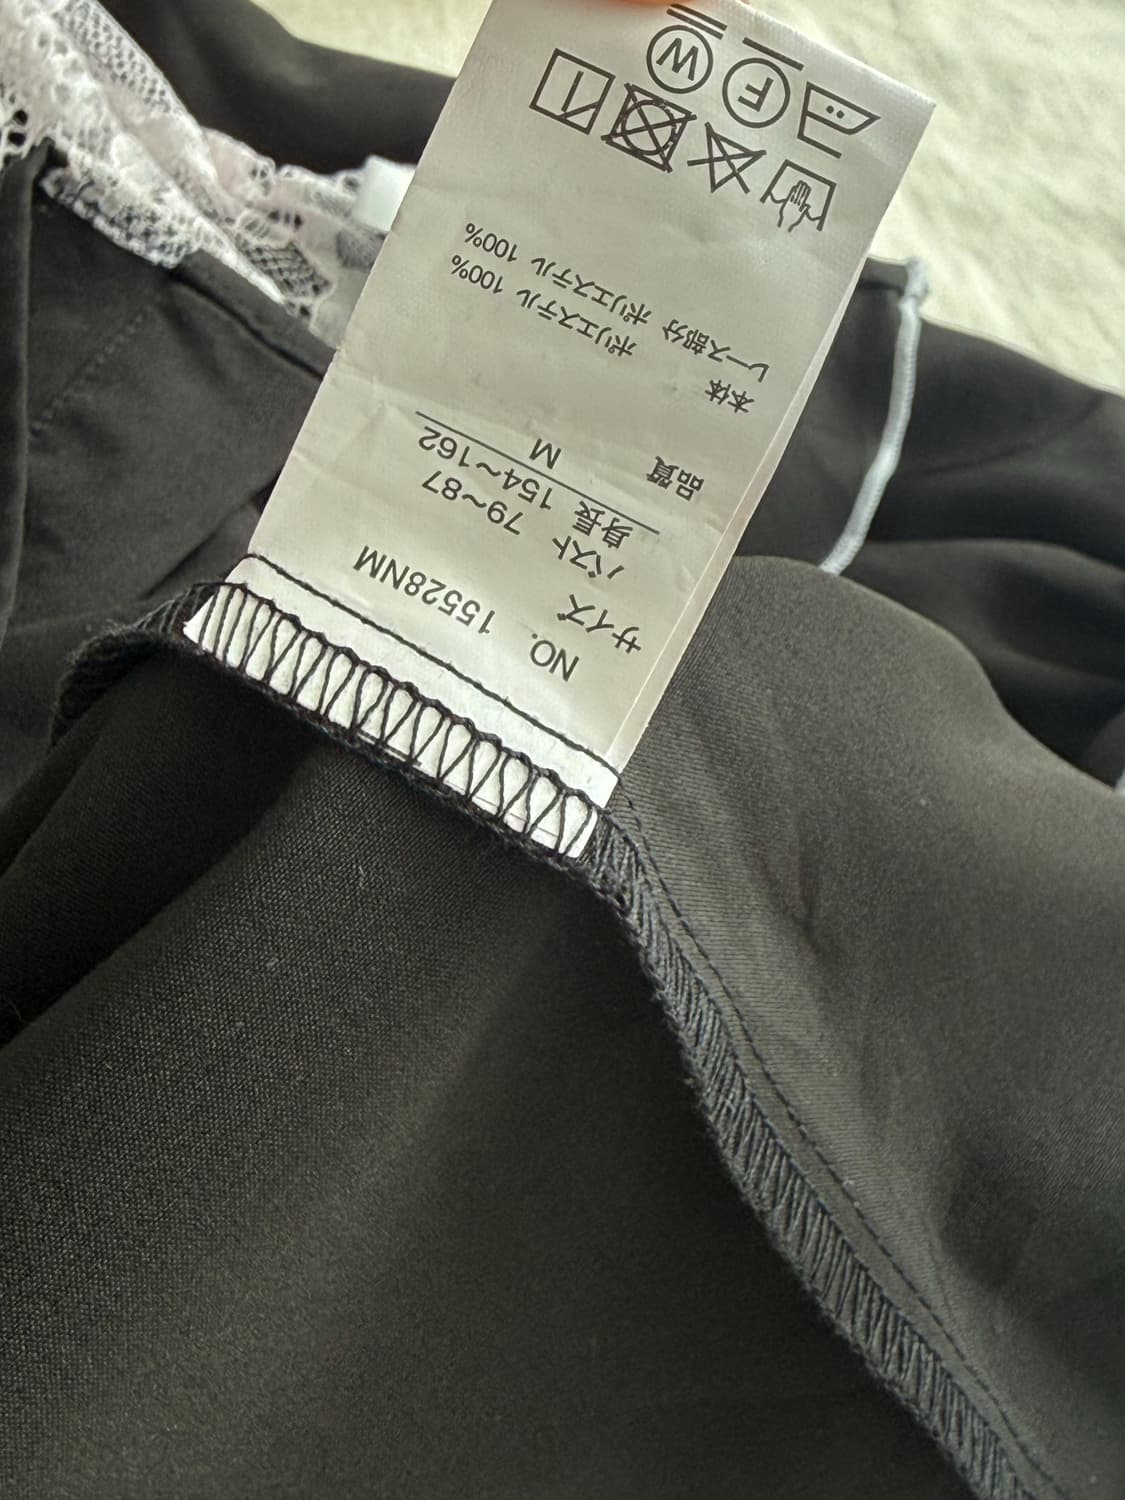 NO. 15528NM
サイズ M
バスト 79〜87
身長 154〜162
品質
本体 ポリエステル 100%
レース部分 ポリエステル 100%
F W